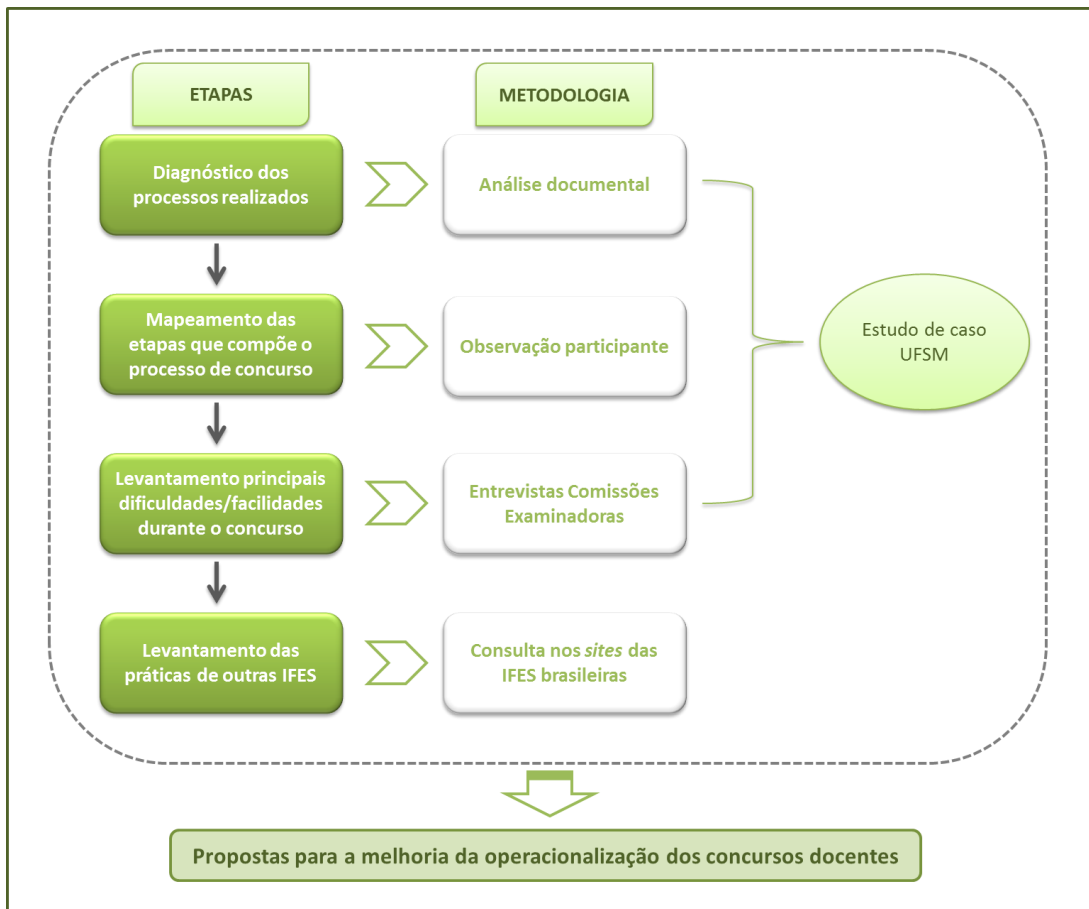 ETAPAS
METODOLOGIA
Diagnóstico dos
processos realizados
Análise documental
Mapeamento das
etapas que compõe o
processo de concurso
Observação participante
Estudo de caso
UFSM
Levantamento principais
dificuldades/facilidades
durante o concurso
Entrevistas Comissões
Examinadoras
Levantamento das
práticas de outras IFES
Consulta nos sites das
IFES brasileiras
Propostas para a melhoria da operacionalização dos concursos docentes